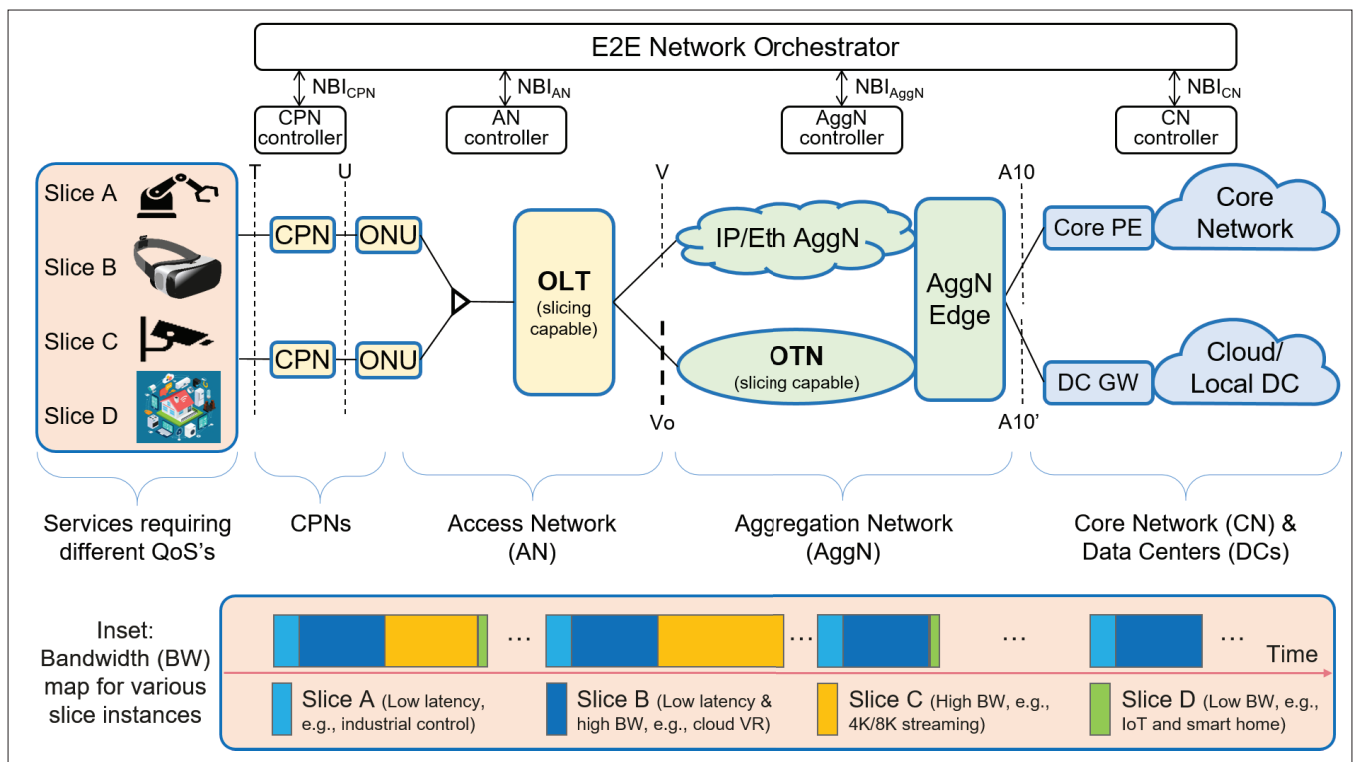 E2E Network Orchestrator
NBI_CPN
NBI_AN
NBI_AggN
NBI_CN
CPN
controller
AN
controller
AggN
controller
CN
controller
T
U
V
A10
Slice A
Slice B
Slice C
Slice D
CPN
ONU
CPN
ONU
OLT
(slicing
capable)
IP/Eth AggN
OTN
(slicing capable)
AggN
Edge
Core PE
Core
Network
DC GW
Cloud/
Local DC
Vo
A10'
Services requiring
different QoS's
CPNs
Access Network
(AN)
Aggregation Network
(AggN)
Core Network (CN) &
Data Centers (DCs)
Inset:
Bandwidth (BW)
map for various
slice instances
... ... ... ...
Time
Slice A (Low latency,
e.g., industrial control)
Slice B (Low latency &
high BW, e.g., cloud VR)
Slice C (High BW, e.g.,
4K/8K streaming)
Slice D (Low BW, e.g.,
IoT and smart home)